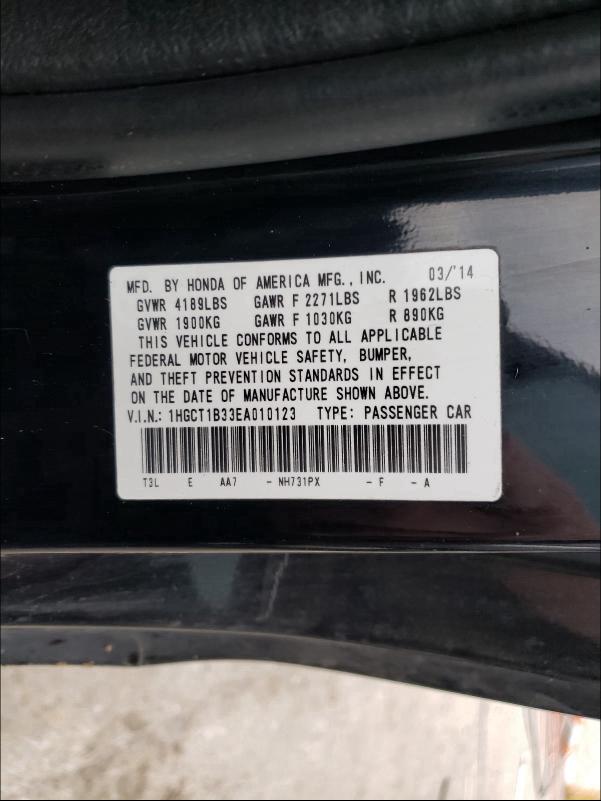 MFD. BY HONDA OF AMERICA MFG., INC. 03/'14
GVWR 4189LBS GAWR F 2271LBS R 1962LBS
GVWR 1900KG GAWR F 1030KG R 890KG
THIS VEHICLE CONFORMS TO ALL APPLICABLE
FEDERAL MOTOR VEHICLE SAFETY, BUMPER,
AND THEFT PREVENTION STANDARDS IN EFFECT
ON THE DATE OF MANUFACTURE SHOWN ABOVE.
V.I.N.: 1HGCT1B33EA010123 TYPE: PASSENGER CAR
T3L E AA7 - NH731PX - F - A